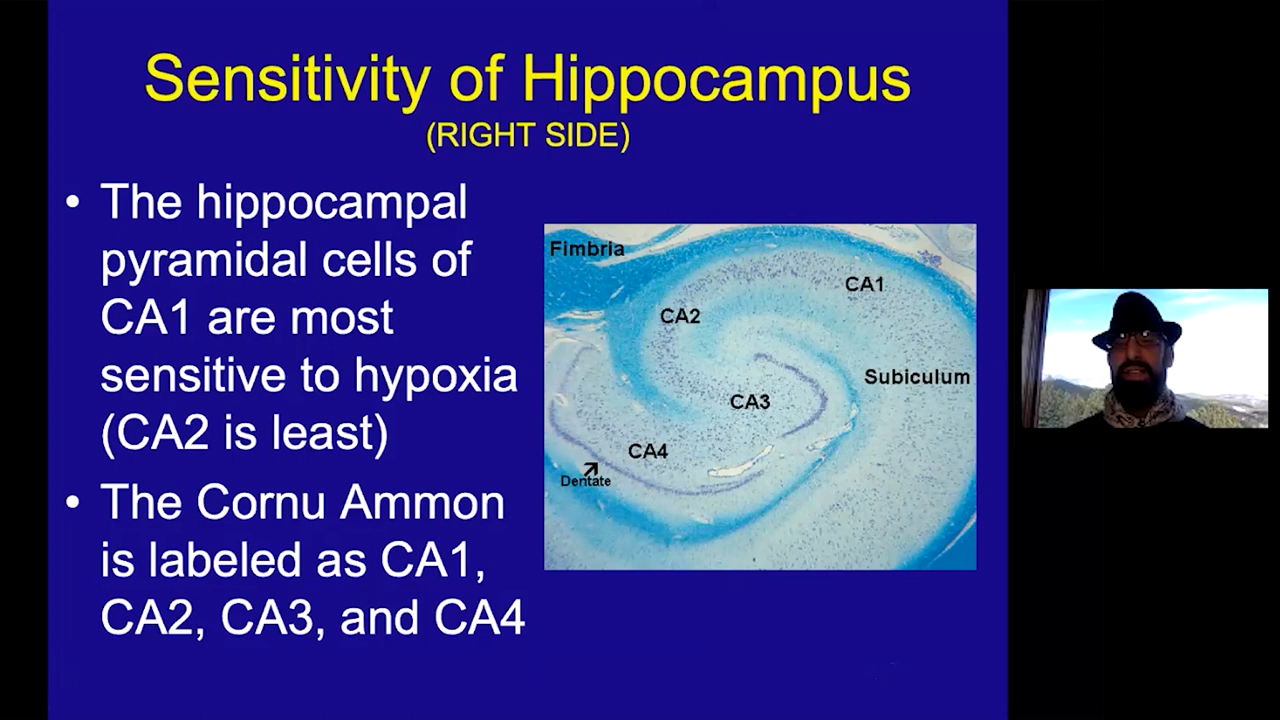 Sensitivity of Hippocampus
(RIGHT SIDE)
• The hippocampal
pyramidal cells of
CA1 are most
sensitive to hypoxia
(CA2 is least)
• The Cornu Ammon
is labeled as CA1,
CA2, CA3, and CA4
Fimbria
CA1
CA2
Subiculum
CA3
CA4
Dentate